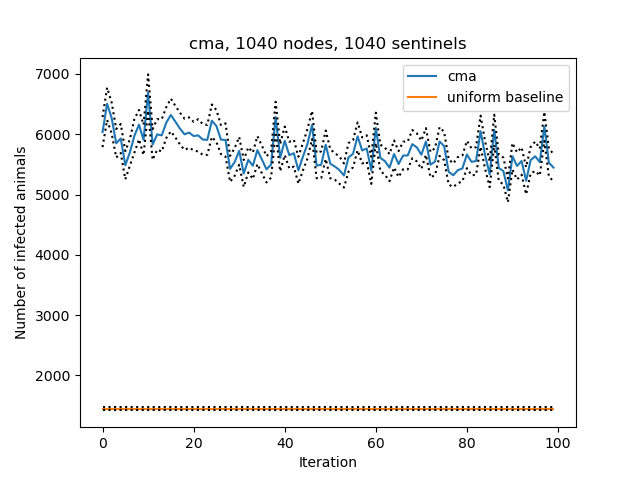 cma, 1040 nodes, 1040 sentinels
cma
uniform baseline
Number of infected animals
7000
6000
5000
4000
3000
2000
0
20
40
60
80
100
Iteration